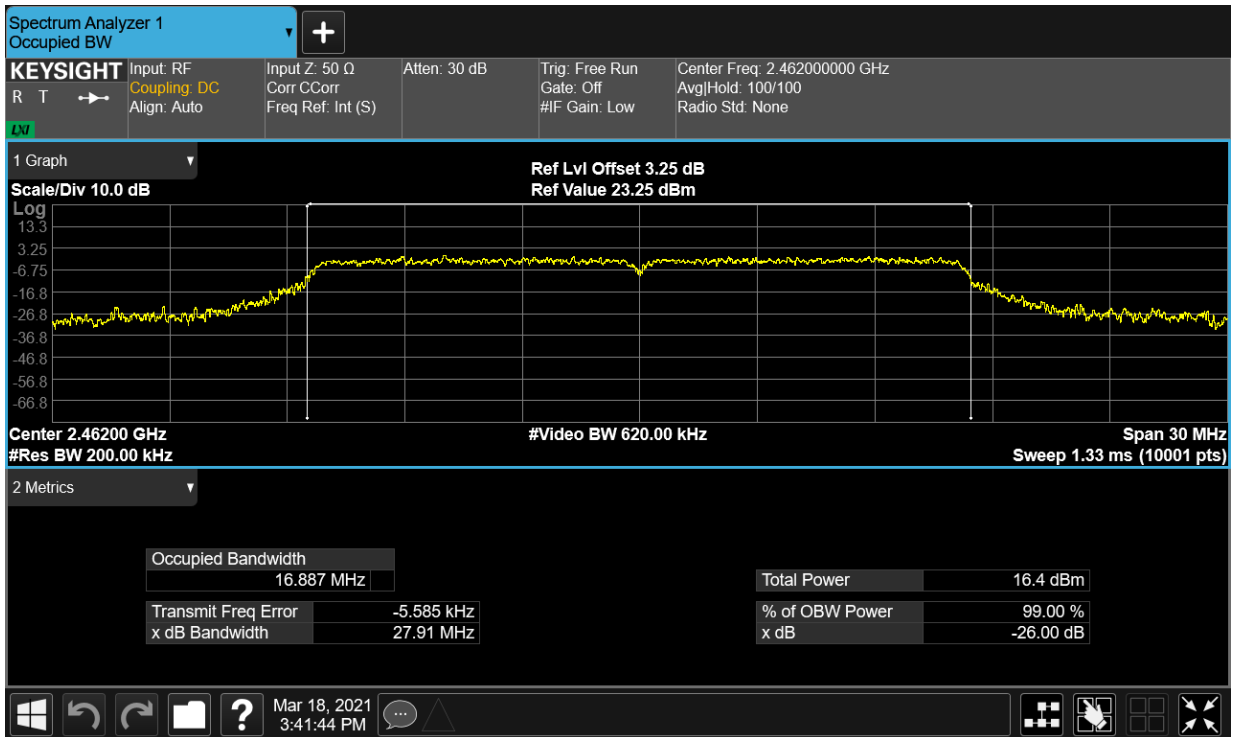 Spectrum Analyzer 1
Occupied BW
▼
+
KEYSIGHT
R T
LXI
Input: RF
Coupling: DC
Align: Auto
Input Z: 50 Ω
Corr CCorr
Freq Ref: Int (S)
Atten: 30 dB
Trig: Free Run
Gate: Off
#IF Gain: Low
Center Freq: 2.462000000 GHz
Avg|Hold: 100/100
Radio Std: None
1 Graph ▼
Scale/Div 10.0 dB
Ref Lvl Offset 3.25 dB
Ref Value 23.25 dBm
Log
13.3
3.25
-6.75
-16.8
-26.8
-36.8
-46.8
-56.8
-66.8
Center 2.46200 GHz
#Video BW 620.00 kHz
Span 30 MHz
#Res BW 200.00 kHz
Sweep 1.33 ms (10001 pts)
2 Metrics ▼
Occupied Bandwidth
16.887 MHz
Total Power 16.4 dBm
Transmit Freq Error -5.585 kHz
% of OBW Power 99.00 %
x dB Bandwidth 27.91 MHz
x dB -26.00 dB
?
Mar 18, 2021
3:41:44 PM